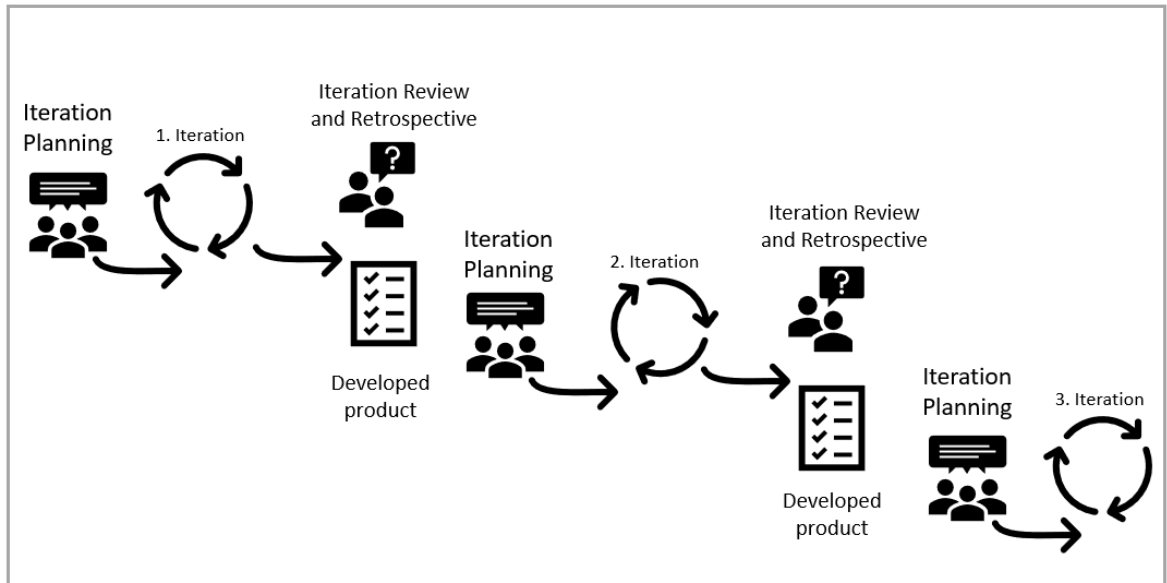 Iteration
Planning
1. Iteration
Iteration Review
and Retrospective
?
Developed
product
Iteration
Planning
2. Iteration
Iteration Review
and Retrospective
?
Developed
product
Iteration
Planning
3. Iteration